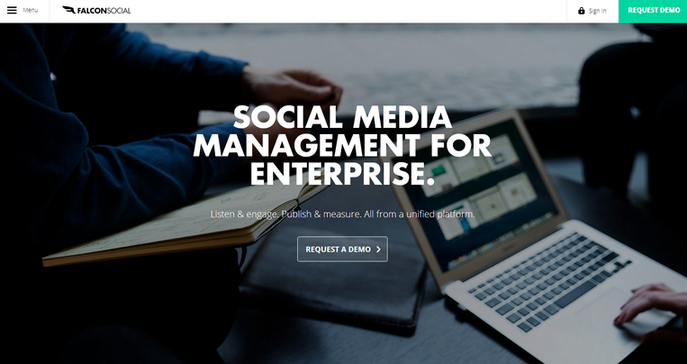 Menu
FALCONSOCIAL
Sign In
REQUEST DEMO
SOCIAL MEDIA
MANAGEMENT FOR
ENTERPRISE.
Listen & engage. Publish & measure. All from a unified platform.
REQUEST A DEMO